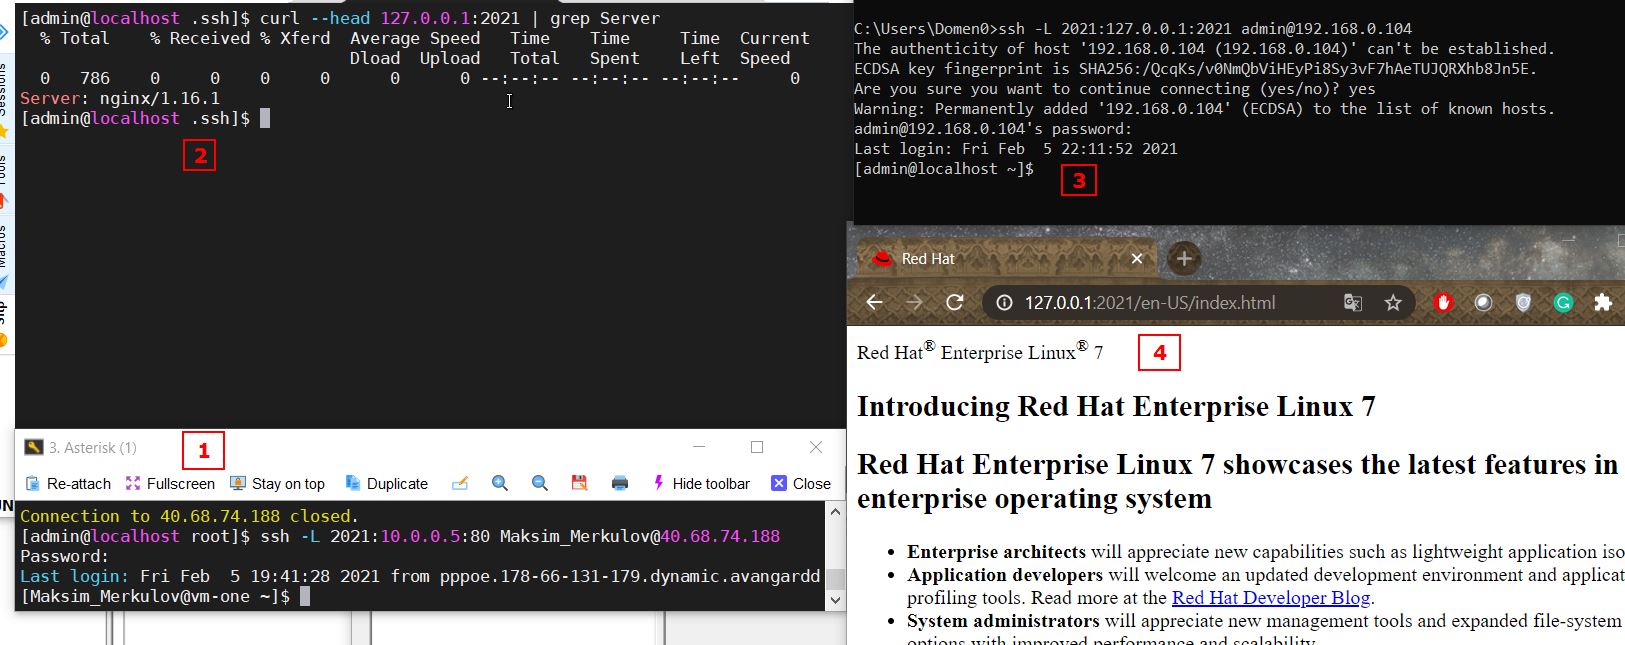 [admin@localhost .ssh]$ curl --head 127.0.0.1:2021 | grep Server
% Total % Received % Xferd Average Speed Time Time Time Current
Dload Upload Total Spent Left Speed
0 786 0 0 0 0 0 0 --:--:-- --:--:-- --:--:-- 0
Server: nginx/1.16.1
[admin@localhost .ssh]$
2
Sessions
Tools
Macros
Sftp
3. Asterisk (1)
1
Re-attach Fullscreen Stay on top Duplicate Hide toolbar Close
Connection to 40.68.74.188 closed.
[admin@localhost root]$ ssh -L 2021:10.0.0.5:80 Maksim_Merkulov@40.68.74.188
Password:
Last login: Fri Feb 5 19:41:28 2021 from pppoe.178-66-131-179.dynamic.avangardd
[Maksim_Merkulov@vm-one ~]$
C:\Users\Domen0>ssh -L 2021:127.0.0.1:2021 admin@192.168.0.104
The authenticity of host '192.168.0.104 (192.168.0.104)' can't be established.
ECDSA key fingerprint is SHA256:/QcqKs/v0NmQbViHEyPi8Sy3vF7hAeTUJQRXhb8Jn5E.
Are you sure you want to continue connecting (yes/no)? yes
Warning: Permanently added '192.168.0.104' (ECDSA) to the list of known hosts.
admin@192.168.0.104's password:
Last login: Fri Feb 5 22:11:52 2021
[admin@localhost ~]$
3
Red Hat
127.0.0.1:2021/en-US/index.html
Red Hat® Enterprise Linux® 7
4
Introducing Red Hat Enterprise Linux 7
Red Hat Enterprise Linux 7 showcases the latest features in
enterprise operating system
• Enterprise architects will appreciate new capabilities such as lightweight application iso
• Application developers will welcome an updated development environment and applicat
profiling tools. Read more at the Red Hat Developer Blog.
• System administrators will appreciate new management tools and expanded file-system
options with improved performance and scalability.